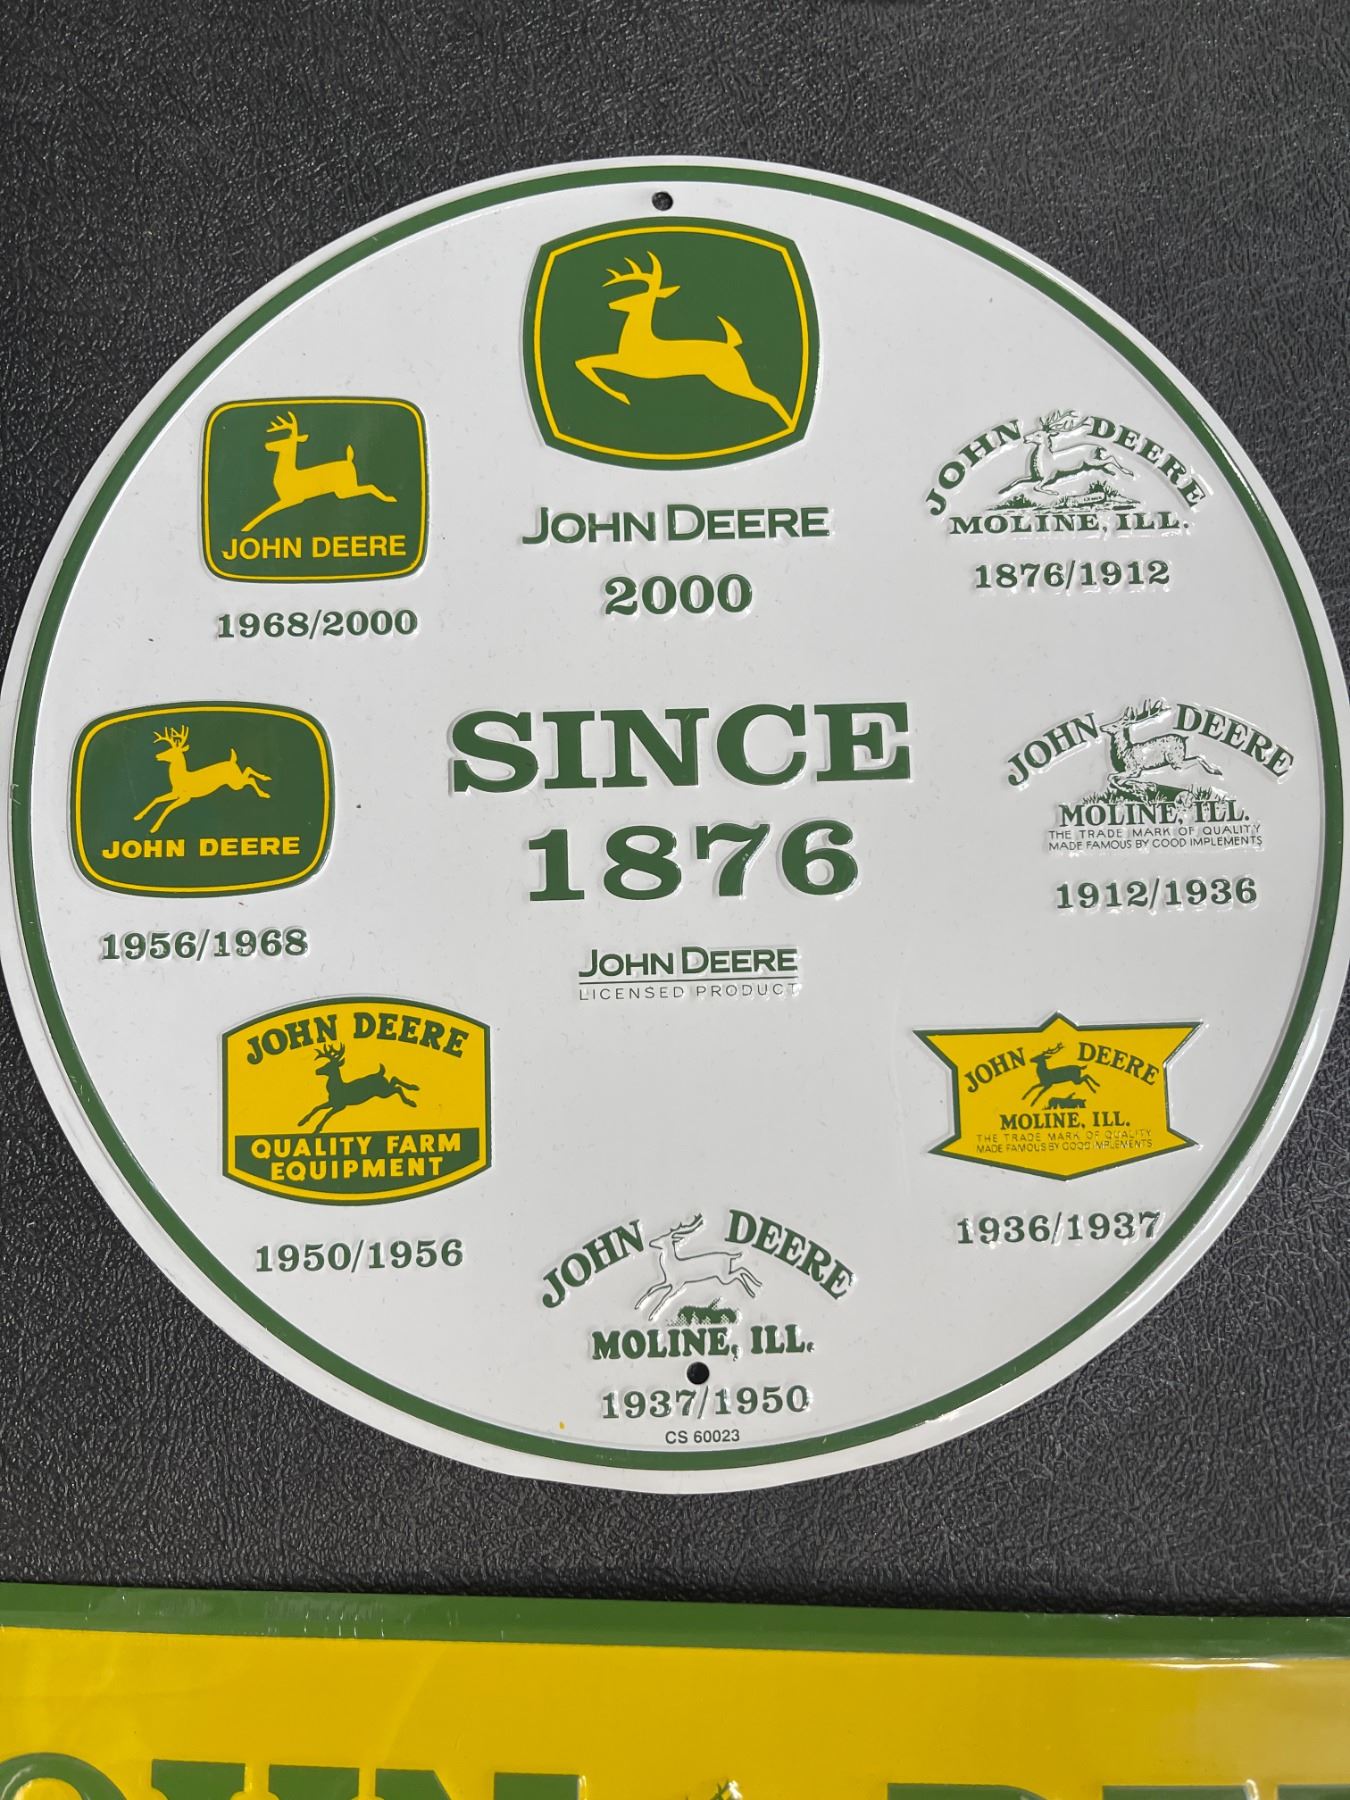 JOHN DEERE
2000
JOHN DEERE
MOLINE, ILL.
1876/1912
JOHN DEERE
MOLINE, ILL.
THE TRADE MARK OF QUALITY
MADE FAMOUS BY GOOD IMPLEMENTS
1912/1936
JOHN DEERE
MOLINE, ILL.
THE TRADE MARK OF QUALITY
MADE FAMOUS BY GOOD IMPLEMENTS
1936/1937
JOHN DEERE
MOLINE, ILL.
1937/1950
CS 60023
JOHN DEERE
QUALITY FARM
EQUIPMENT
1950/1956
JOHN DEERE
1956/1968
JOHN DEERE
1968/2000
SINCE
1876
JOHN DEERE
LICENSED PRODUCT